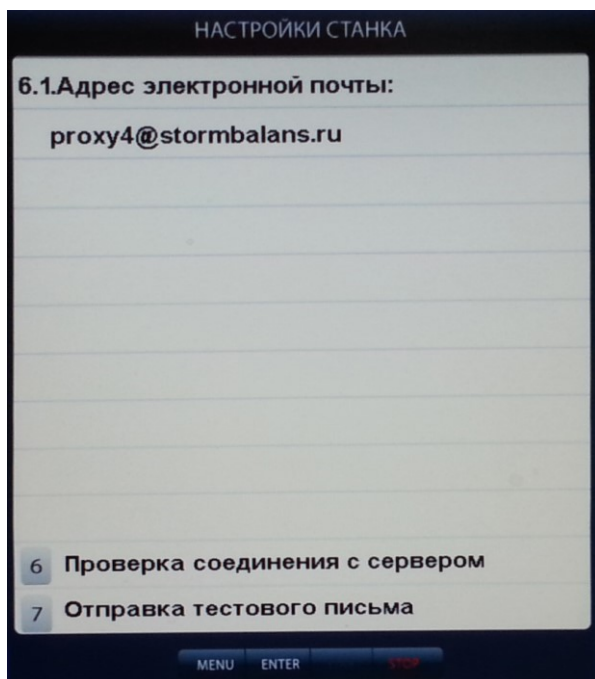 НАСТРОЙКИ СТАНКА
6.1.Адрес электронной почты:
proxy4@stormbalans.ru
6 Проверка соединения с сервером
7 Отправка тестового письма
MENU ENTER STOP